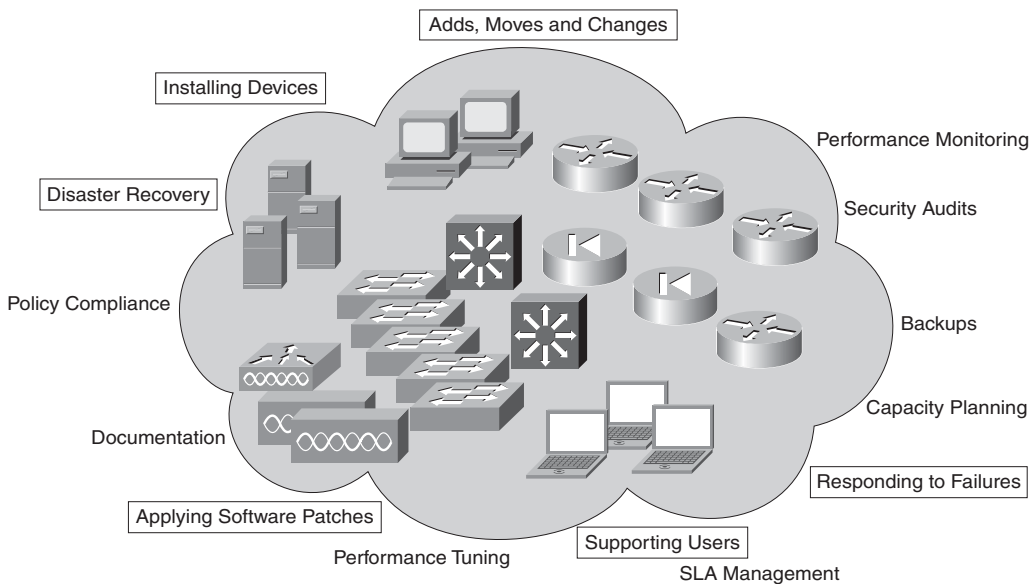 Adds, Moves and Changes
Installing Devices
Performance Monitoring
Disaster Recovery
Security Audits
Policy Compliance
Backups
Capacity Planning
Documentation
Responding to Failures
Applying Software Patches
Performance Tuning
Supporting Users
SLA Management